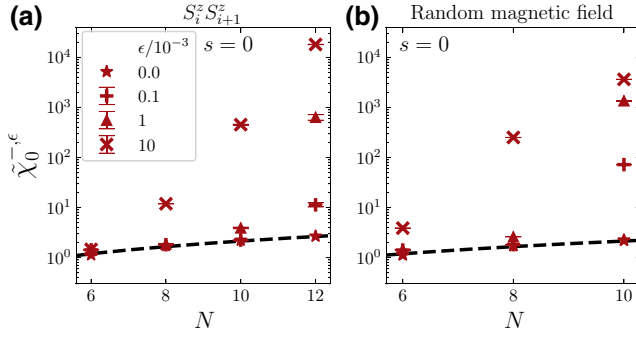 (a)
S_i^z S_{i+1}^z
ϵ/10^{-3}
0.0
0.1
1
10
s = 0
10^4
10^3
10^2
10^1
10^0
χ̃_0^{-,ϵ}
6
8
10
12
N
(b)
Random magnetic field
s = 0
10^4
10^3
10^2
10^1
10^0
6
8
10
N